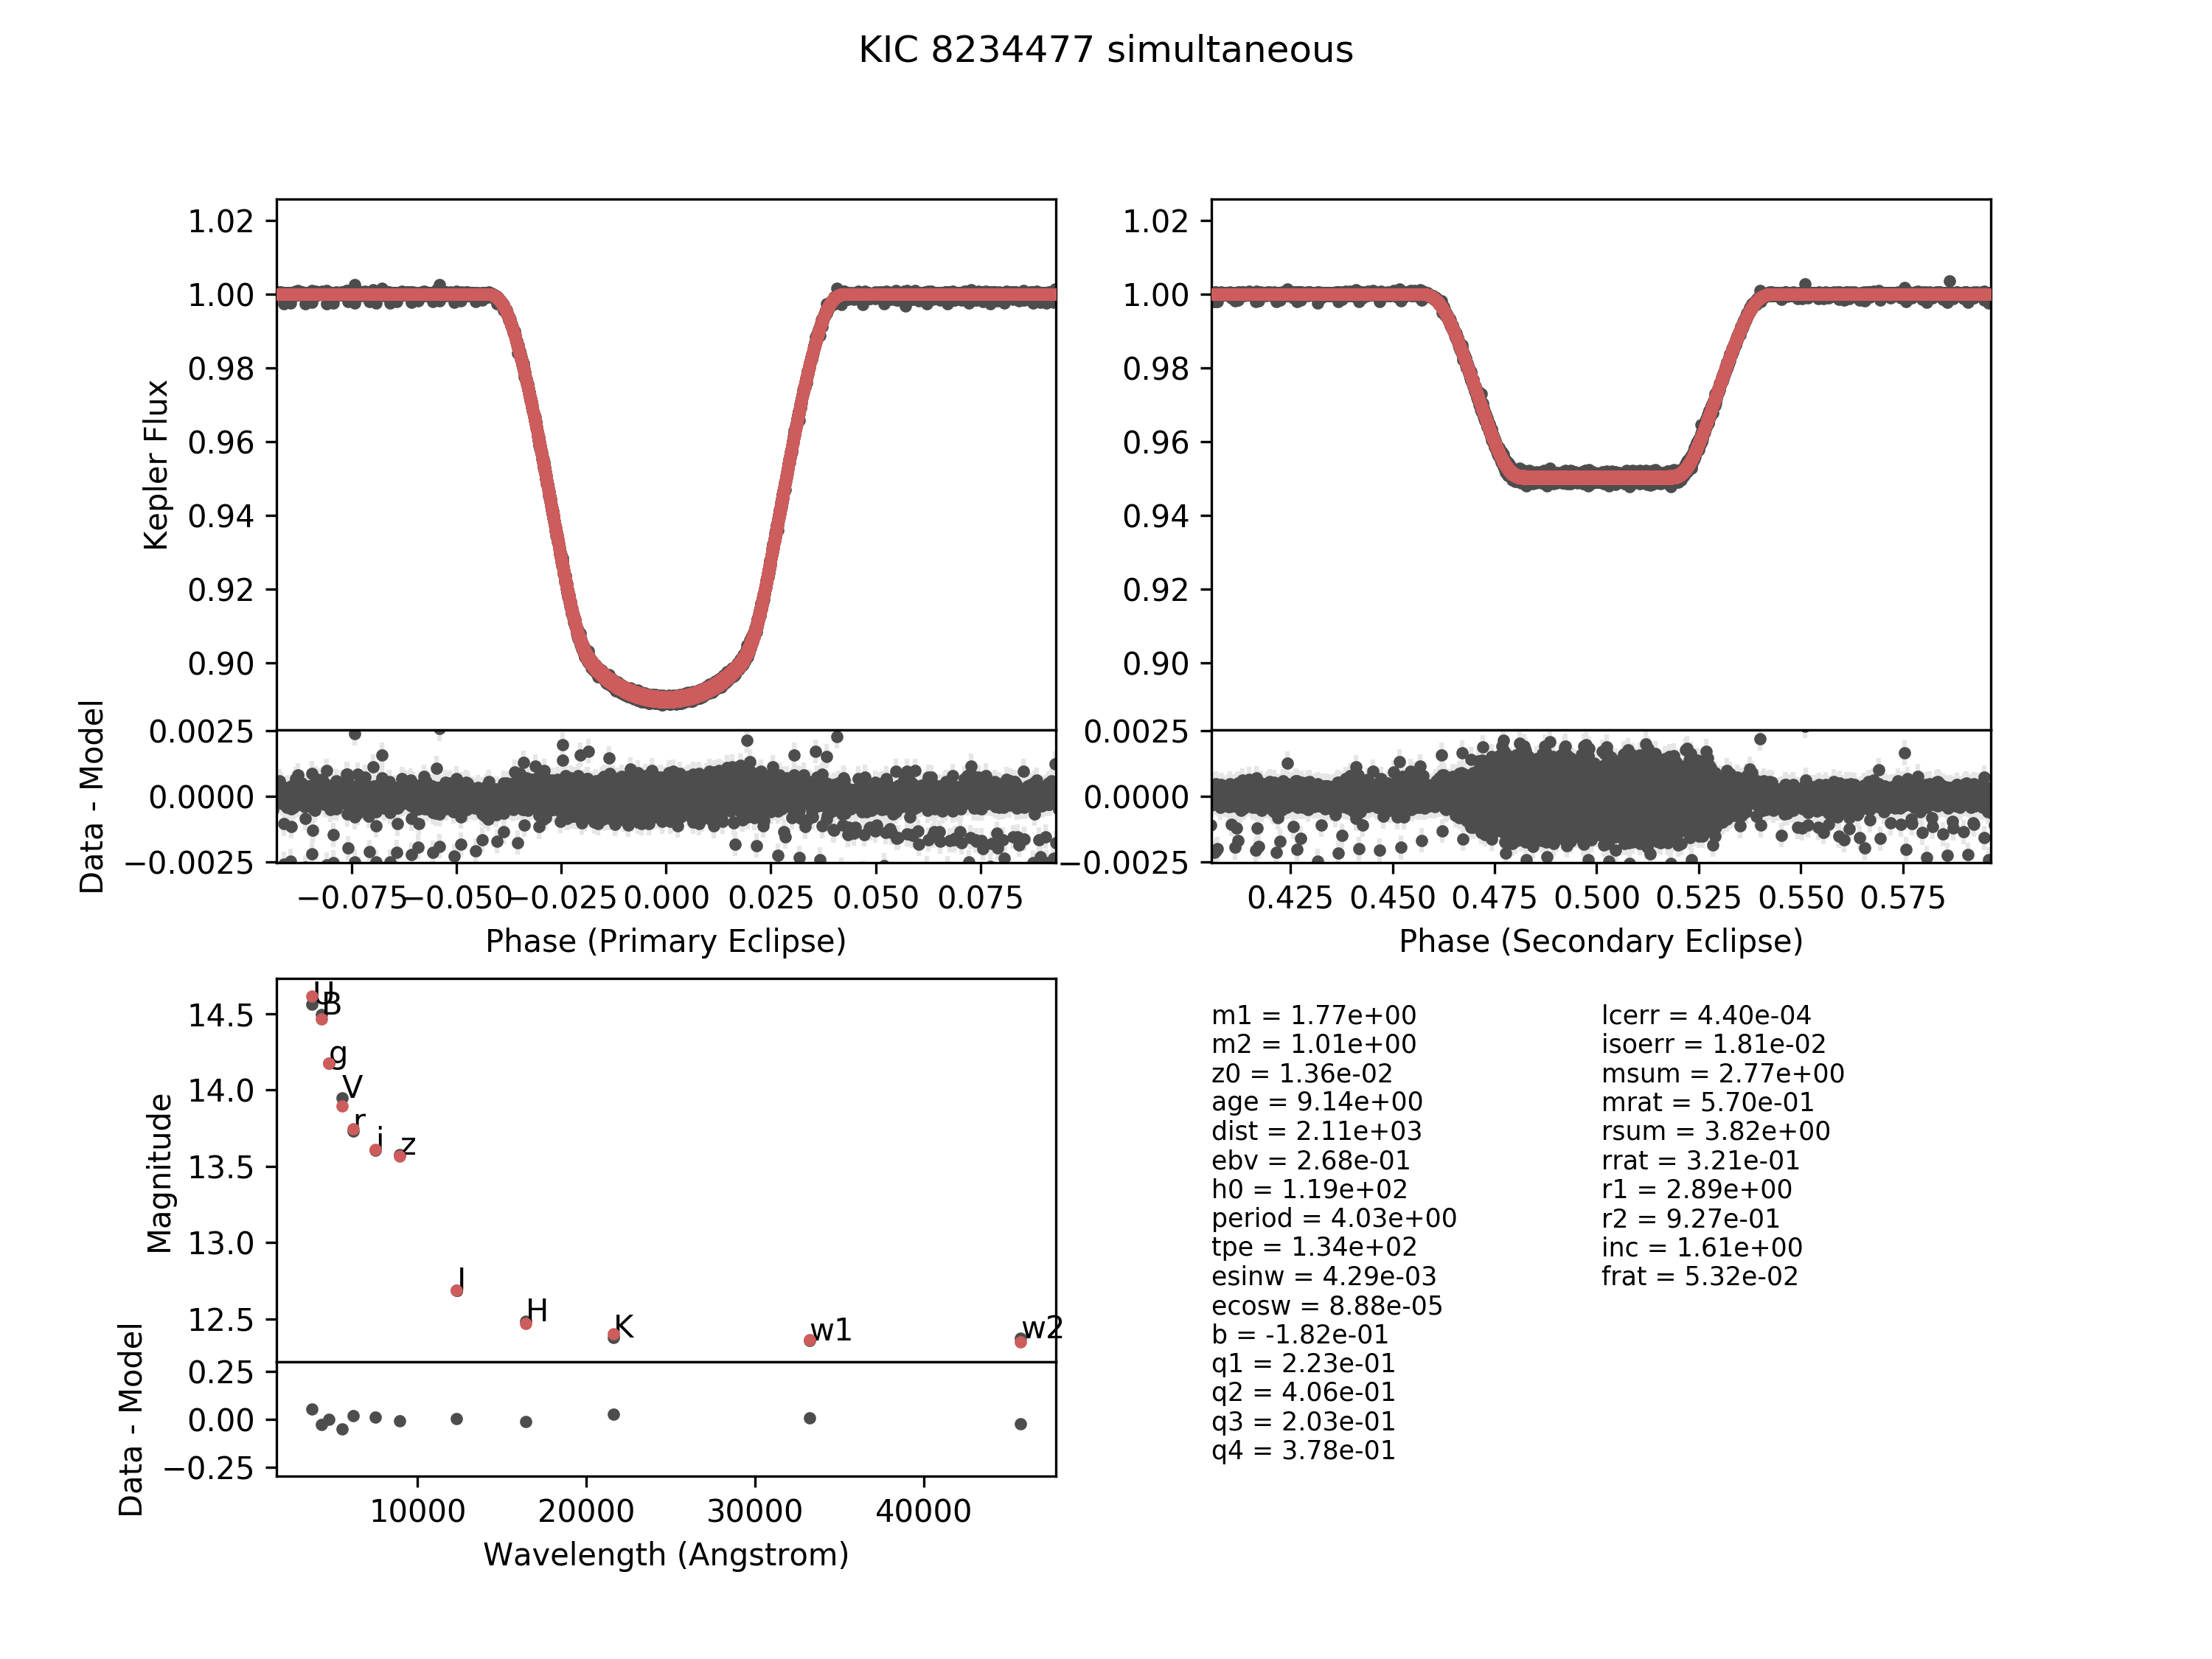 KIC 8234477 simultaneous
1.02
1.00
0.98
0.96
0.94
0.92
0.90
Kepler Flux
0.0025
0.0000
−0.0025
Data - Model
−0.075
−0.050
−0.025
0.000
0.025
0.050
0.075
Phase (Primary Eclipse)
1.02
1.00
0.98
0.96
0.94
0.92
0.90
0.0025
0.0000
−0.0025
0.425
0.450
0.475
0.500
0.525
0.550
0.575
Phase (Secondary Eclipse)
14.5
14.0
13.5
13.0
12.5
Magnitude
U
B
g
V
r
i
z
J
H
K
w1
w2
0.25
0.00
−0.25
Data - Model
10000
20000
30000
40000
Wavelength (Angstrom)
m1 = 1.77e+00
m2 = 1.01e+00
z0 = 1.36e-02
age = 9.14e+00
dist = 2.11e+03
ebv = 2.68e-01
h0 = 1.19e+02
period = 4.03e+00
tpe = 1.34e+02
esinw = 4.29e-03
ecosw = 8.88e-05
b = -1.82e-01
q1 = 2.23e-01
q2 = 4.06e-01
q3 = 2.03e-01
q4 = 3.78e-01
lcerr = 4.40e-04
isoerr = 1.81e-02
msum = 2.77e+00
mrat = 5.70e-01
rsum = 3.82e+00
rrat = 3.21e-01
r1 = 2.89e+00
r2 = 9.27e-01
inc = 1.61e+00
frat = 5.32e-02